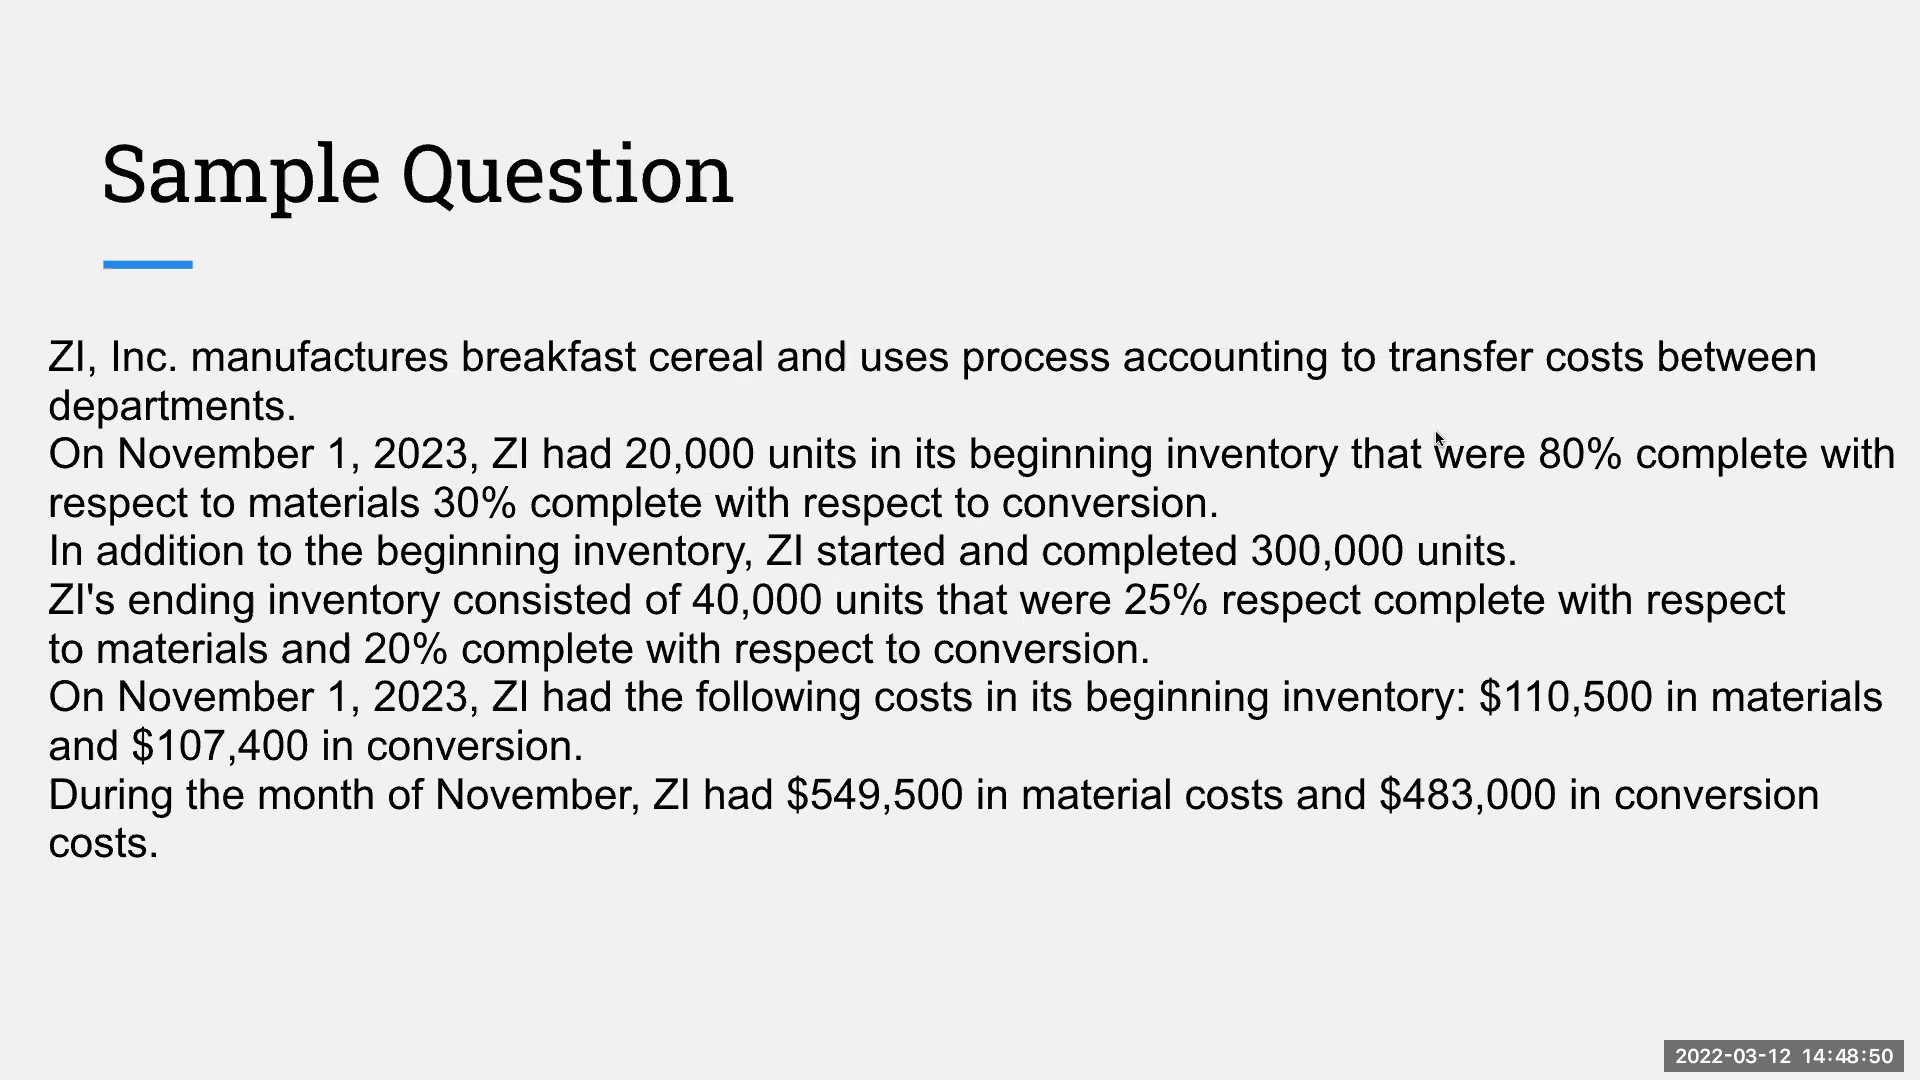 Sample Question
ZI, Inc. manufactures breakfast cereal and uses process accounting to transfer costs between
departments.
On November 1, 2023, ZI had 20,000 units in its beginning inventory that were 80% complete with
respect to materials 30% complete with respect to conversion.
In addition to the beginning inventory, ZI started and completed 300,000 units.
ZI's ending inventory consisted of 40,000 units that were 25% respect complete with respect
to materials and 20% complete with respect to conversion.
On November 1, 2023, ZI had the following costs in its beginning inventory: $110,500 in materials
and $107,400 in conversion.
During the month of November, ZI had $549,500 in material costs and $483,000 in conversion
costs.
2022-03-12 14:48:50